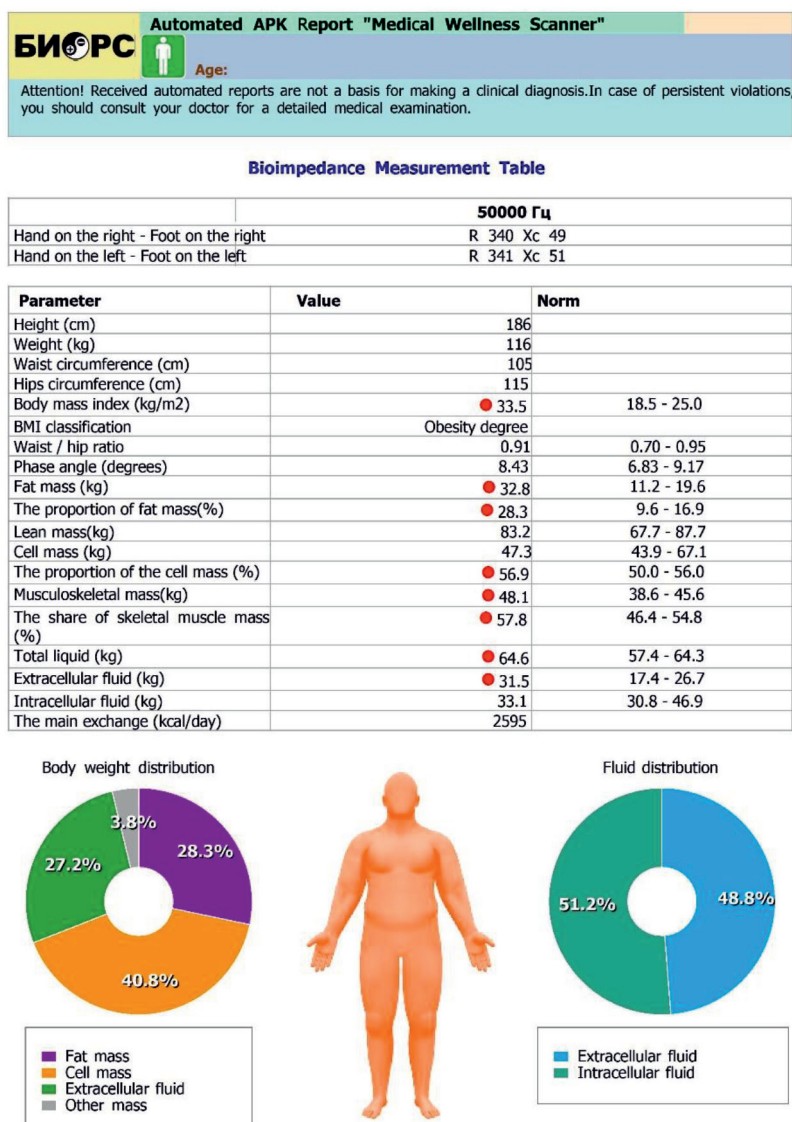 БИОРС
Automated APK Report "Medical Wellness Scanner"
Age:
Attention! Received automated reports are not a basis for making a clinical diagnosis.In case of persistent violations,
you should consult your doctor for a detailed medical examination.
Bioimpedance Measurement Table
50000 Гц
Hand on the right - Foot on the right R 340 Xc 49
Hand on the left - Foot on the left R 341 Xc 51
Parameter Value Norm
Height (cm) 186
Weight (kg) 116
Waist circumference (cm) 105
Hips circumference (cm) 115
Body mass index (kg/m2) 33.5 18.5 - 25.0
BMI classification Obesity degree
Waist / hip ratio 0.91 0.70 - 0.95
Phase angle (degrees) 8.43 6.83 - 9.17
Fat mass (kg) 32.8 11.2 - 19.6
The proportion of fat mass(%) 28.3 9.6 - 16.9
Lean mass(kg) 83.2 67.7 - 87.7
Cell mass (kg) 47.3 43.9 - 67.1
The proportion of the cell mass (%) 56.9 50.0 - 56.0
Musculoskeletal mass(kg) 48.1 38.6 - 45.6
The share of skeletal muscle mass 57.8 46.4 - 54.8
(%)
Total liquid (kg) 64.6 57.4 - 64.3
Extracellular fluid (kg) 31.5 17.4 - 26.7
Intracellular fluid (kg) 33.1 30.8 - 46.9
The main exchange (kcal/day) 2595
Body weight distribution
3.8%
28.3%
27.2%
40.8%
Fat mass
Cell mass
Extracellular fluid
Other mass
Fluid distribution
51.2%
48.8%
Extracellular fluid
Intracellular fluid